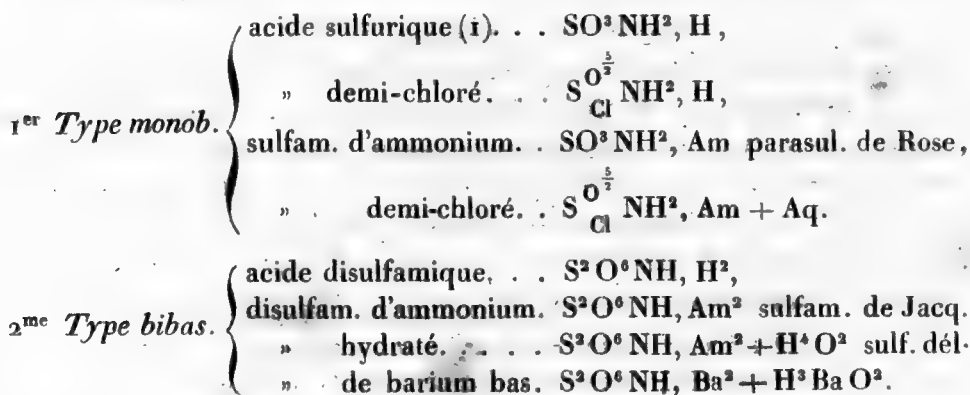 acide sulfurique (1). . . SO³ NH², H,
" demi-chloré. . . S O^{5/2} Cl NH², H,
1er Type monob.
sulfam. d'ammonium. . SO³ NH², Am parasul. de Rose,
" demi-chloré. . S O^{5/2} Cl NH², Am + Aq.
acide disulfamique. . . S² O⁶ NH, H²,
disulfam. d'ammonium. S² O⁶ NH, Am² sulfam. de Jacq.
2me Type bibas.
" hydraté. . . . . S² O⁶ NH, Am² + H⁴ O² sulf. dél.
" de barium bas. S² O⁶ NH, Ba² + H³ Ba O².